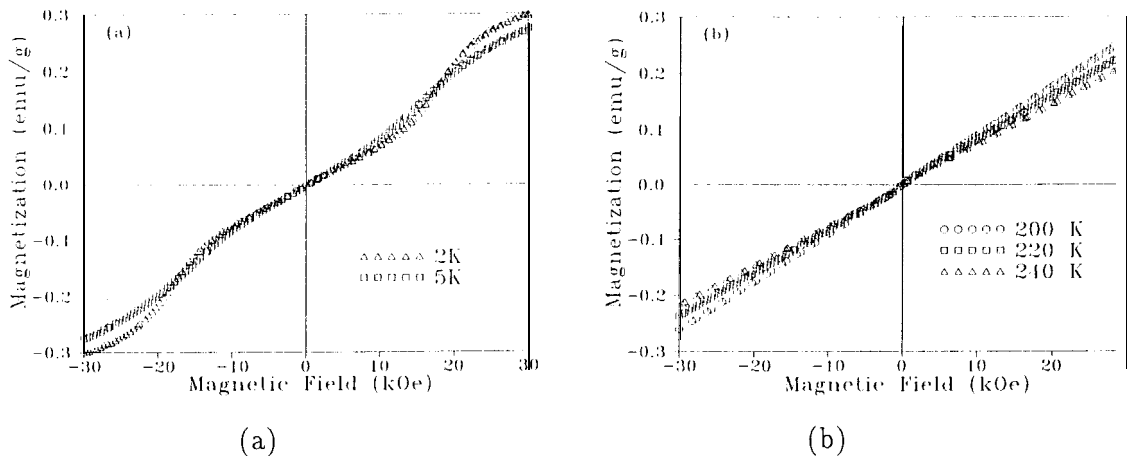 (a)
Magnetization (emu/g)
0.3
0.2
0.1
0.0
-0.1
-0.2
-0.3
-30
-20
-10
0
10
20
30
Magnetic Field (kOe)
2K
5K
(a)
(b)
Magnetization (emu/g)
0.3
0.2
0.1
0.0
-0.1
-0.2
-0.3
-30
-20
-10
0
10
20
Magnetic Field (kOe)
200 K
220 K
240 K
(b)